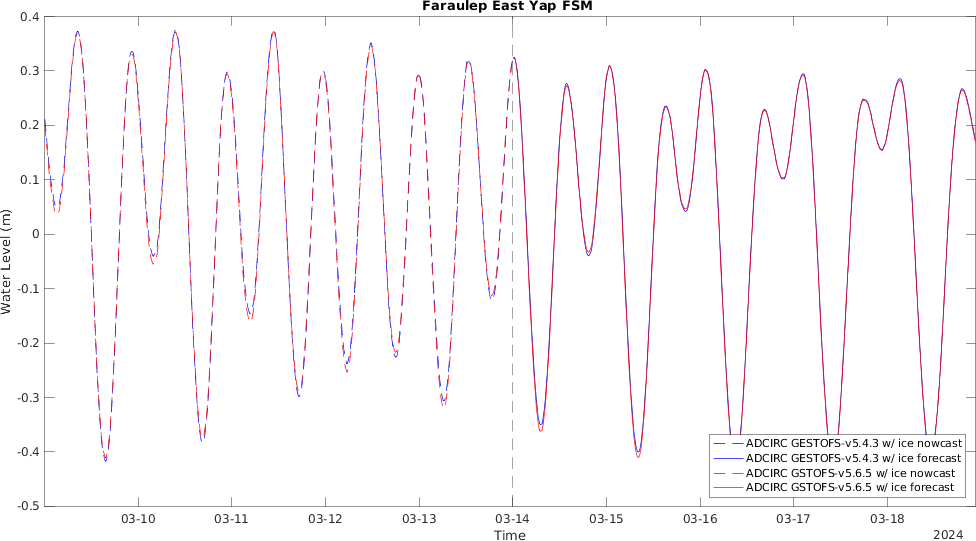 Faraulep East Yap FSM
Water Level (m)
0.4
0.3
0.2
0.1
0
-0.1
-0.2
-0.3
-0.4
-0.5
ADCIRC GESTOFS-v5.4.3 w/ ice nowcast
ADCIRC GESTOFS-v5.4.3 w/ ice forecast
ADCIRC GSTOFS-v5.6.5 w/ ice nowcast
ADCIRC GSTOFS-v5.6.5 w/ ice forecast
03-10 03-11 03-12 03-13 03-14 03-15 03-16 03-17 03-18
Time
2024